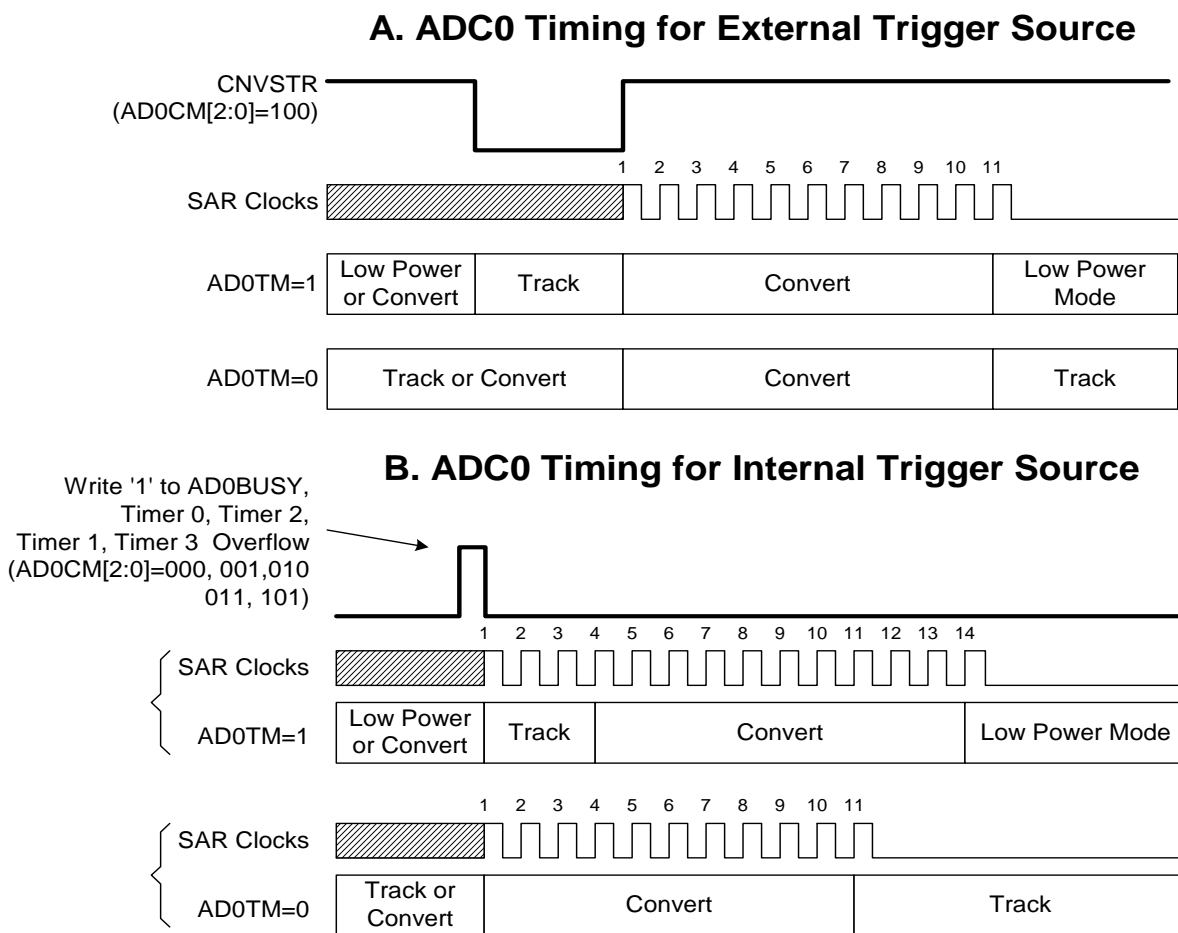 A. ADC0 Timing for External Trigger Source
CNVSTR
(AD0CM[2:0]=100)
1 2 3 4 5 6 7 8 9 10 11
SAR Clocks
AD0TM=1
Low Power
or Convert
Track
Convert
Low Power
Mode
AD0TM=0
Track or Convert
Convert
Track
B. ADC0 Timing for Internal Trigger Source
Write '1' to AD0BUSY,
Timer 0, Timer 2,
Timer 1, Timer 3 Overflow
(AD0CM[2:0]=000, 001,010
011, 101)
1 2 3 4 5 6 7 8 9 10 11 12 13 14
SAR Clocks
AD0TM=1
Low Power
or Convert
Track
Convert
Low Power Mode
1 2 3 4 5 6 7 8 9 10 11
SAR Clocks
AD0TM=0
Track or
Convert
Convert
Track